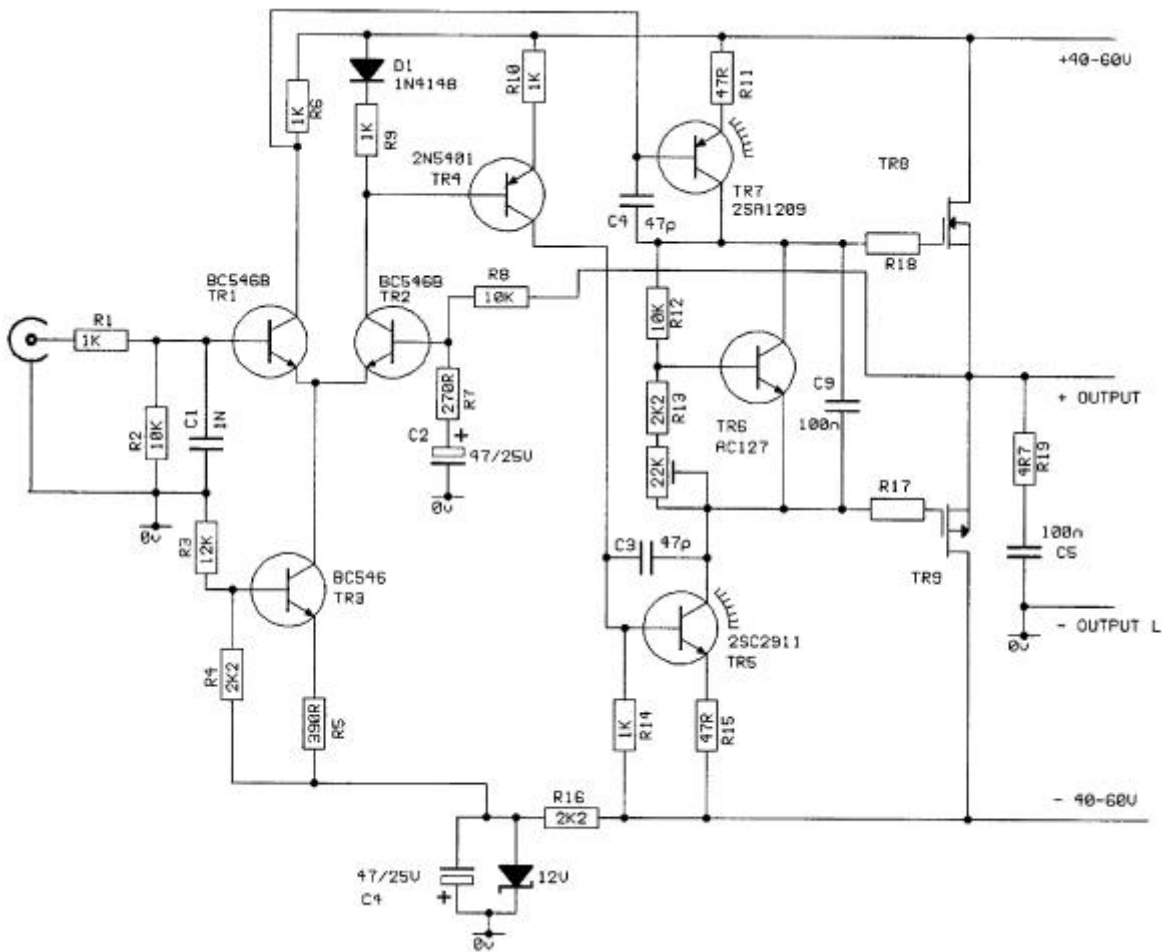 +40-60V
D1
1N4148
1K
R6
1K
R9
R10
1K
47R
R11
2N5401
TR4
TR7
2SA1209
TR8
C4
47p
R18
BC546B
TR1
BC546B
TR2
R8
10K
10K
R12
R1
1K
270R
R7
2K2
R13
TR6
AC127
C9
100n
+ OUTPUT
R2
10K
C1
1N
C2
+
47/25V
0v
22K
R17
4R7
R19
0v
R3
12K
C3
47p
100n
C5
BC546
TR3
TR9
- OUTPUT L
0v
2SC2911
TR5
R4
2K2
390R
R5
1K
R14
47R
R15
R16
2K2
- 40-60V
47/25V
C4
+
12V
0v